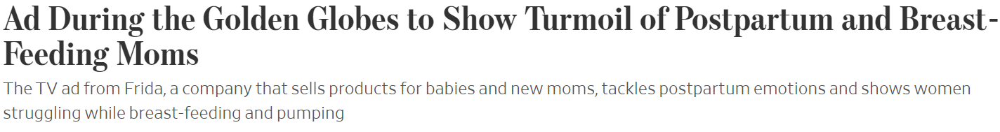 Ad During the Golden Globes to Show Turmoil of Postpartum and Breast-
Feeding Moms
The TV ad from Frida, a company that sells products for babies and new moms, tackles postpartum emotions and shows women
struggling while breast-feeding and pumping